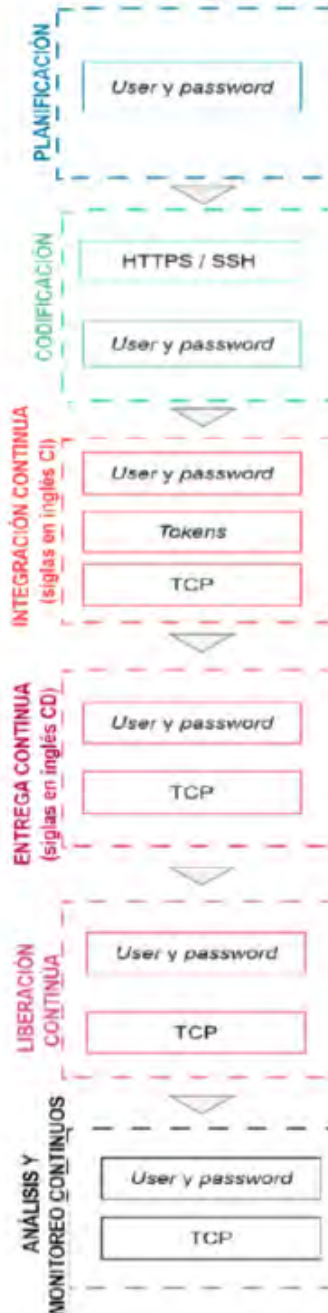 PLANIFICACIÓN
User y password
CODIFICACIÓN
HTTPS / SSH
User y password
INTEGRACIÓN CONTINUA
(siglas en inglés CI)
User y password
Tokens
TCP
ENTREGA CONTINUA
(siglas en inglés CD)
User y password
TCP
LIBERACIÓN
CONTINUA
User y password
TCP
ANÁLISIS Y
MONITOREO CONTINUOS
User y password
TCP